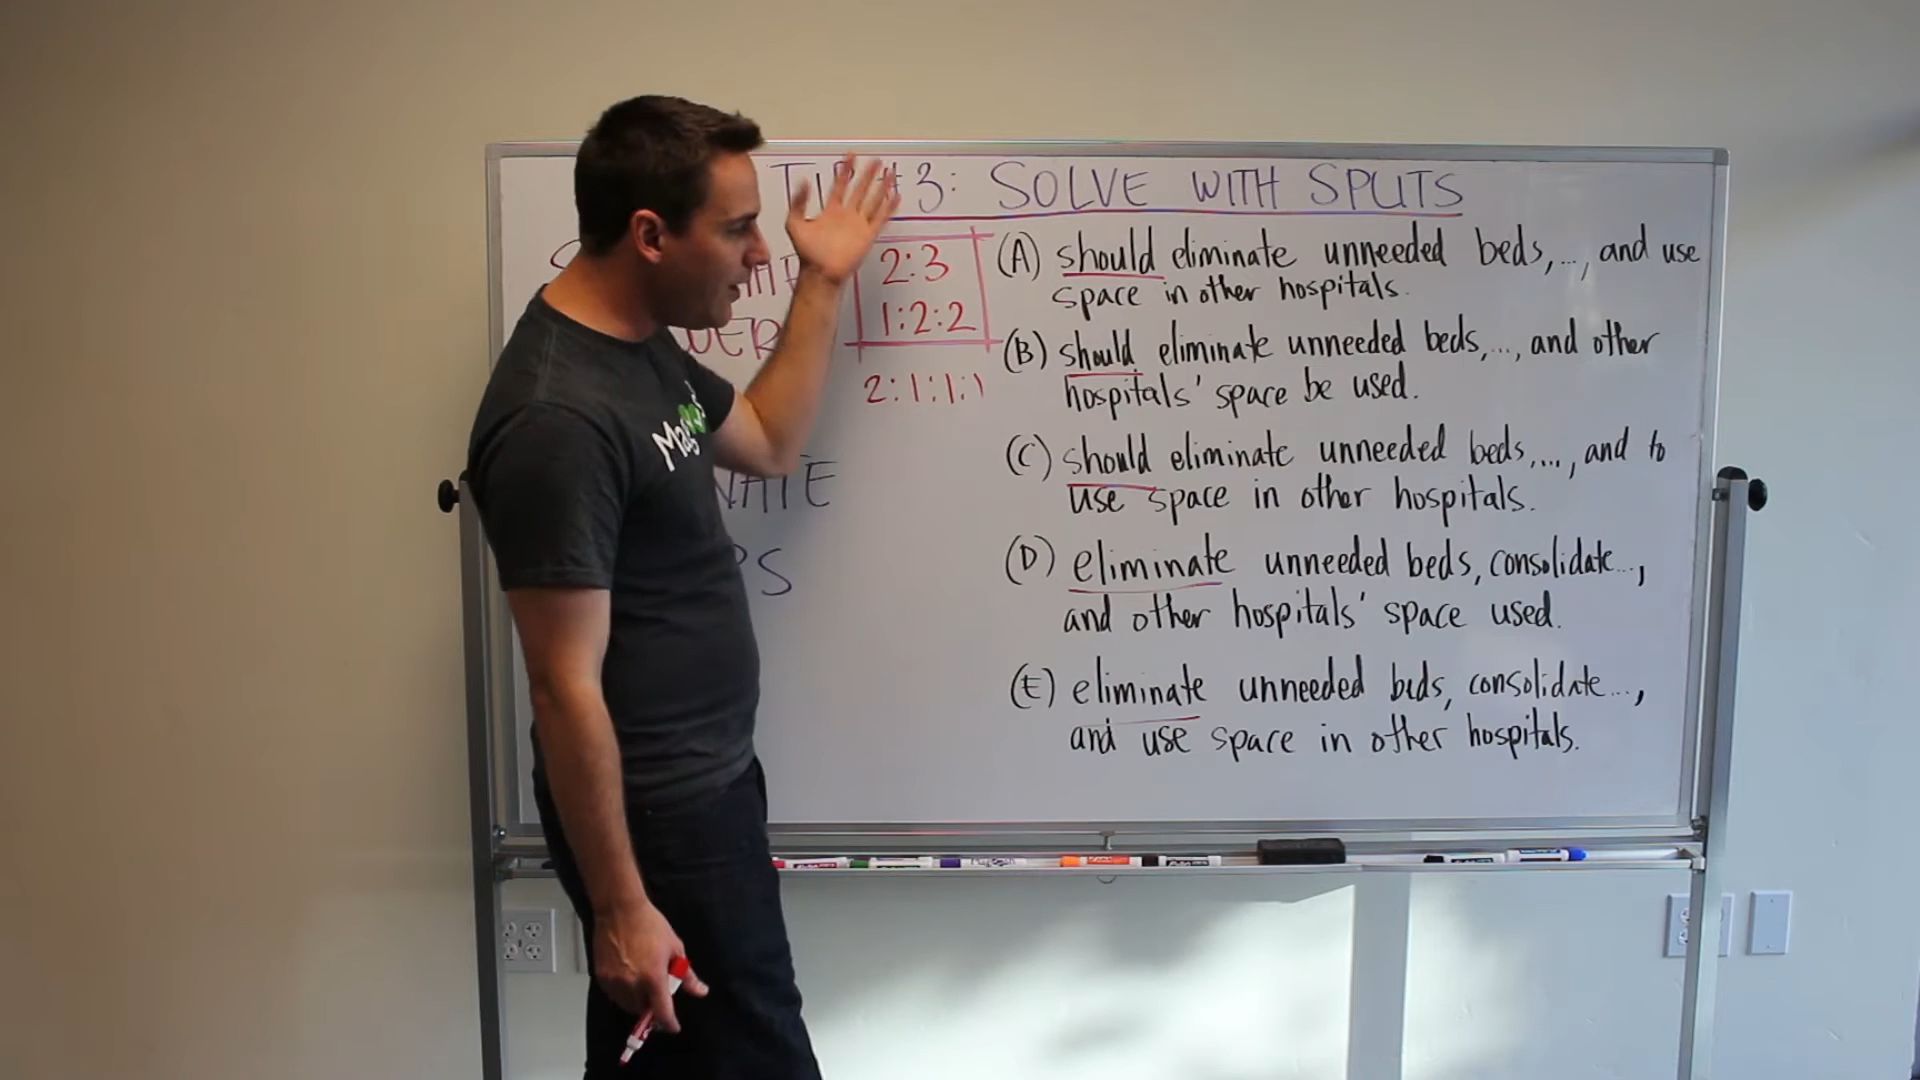 TIP #3: SOLVE WITH SPLITS
2:3
1:2:2
2:1:1:1
(A) should eliminate unneeded beds,..., and use
space in other hospitals.
(B) should eliminate unneeded beds,..., and other
hospitals' space be used.
(C) should eliminate unneeded beds,..., and to
use space in other hospitals.
(D) eliminate unneeded beds, consolidate...,
and other hospitals' space used.
(E) eliminate unneeded beds, consolidate...,
and use space in other hospitals.